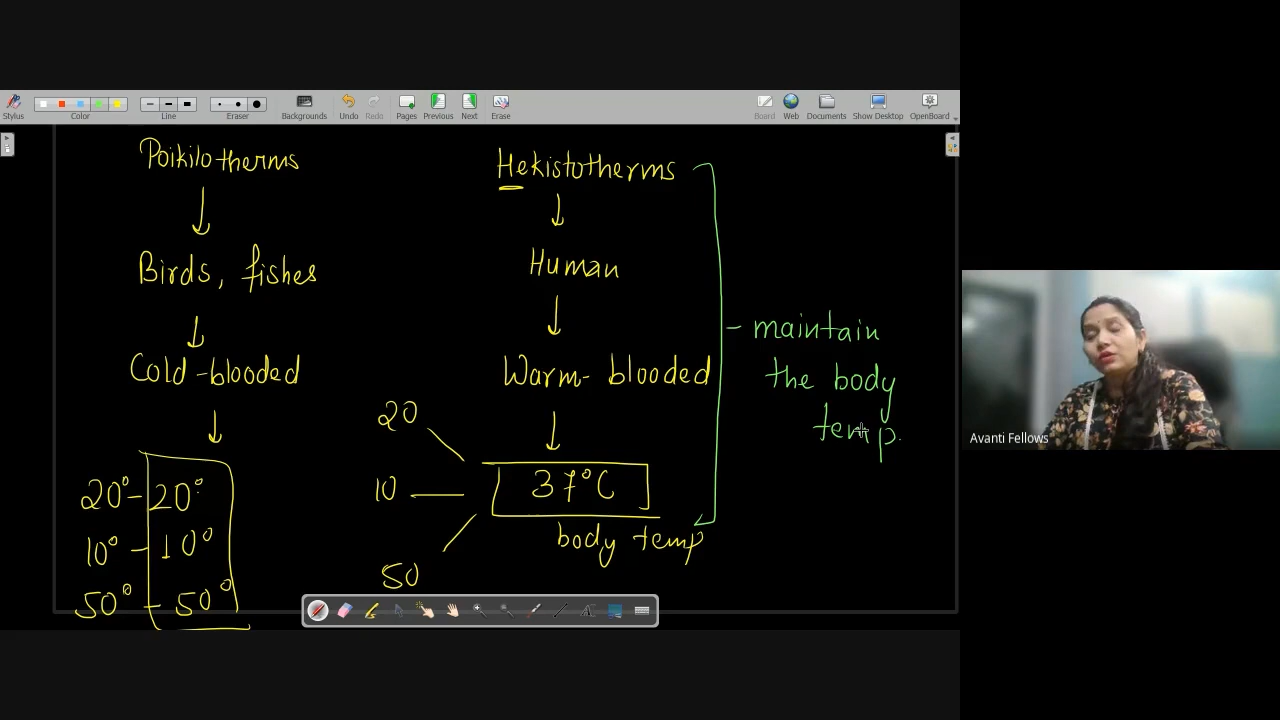 Stylus Color Line Eraser Backgrounds Undo Redo Pages Previous Next Erase Board Web Documents Show Desktop OpenBoard
Poikilotherms
Hekistotherms
Human
Birds, fishes
- maintain
the body
temp.
Cold-blooded
Warm-blooded
20
20° - 20°
10
37°C
10° - 10°
body temp
50
50° - 50°
Avanti Fellows